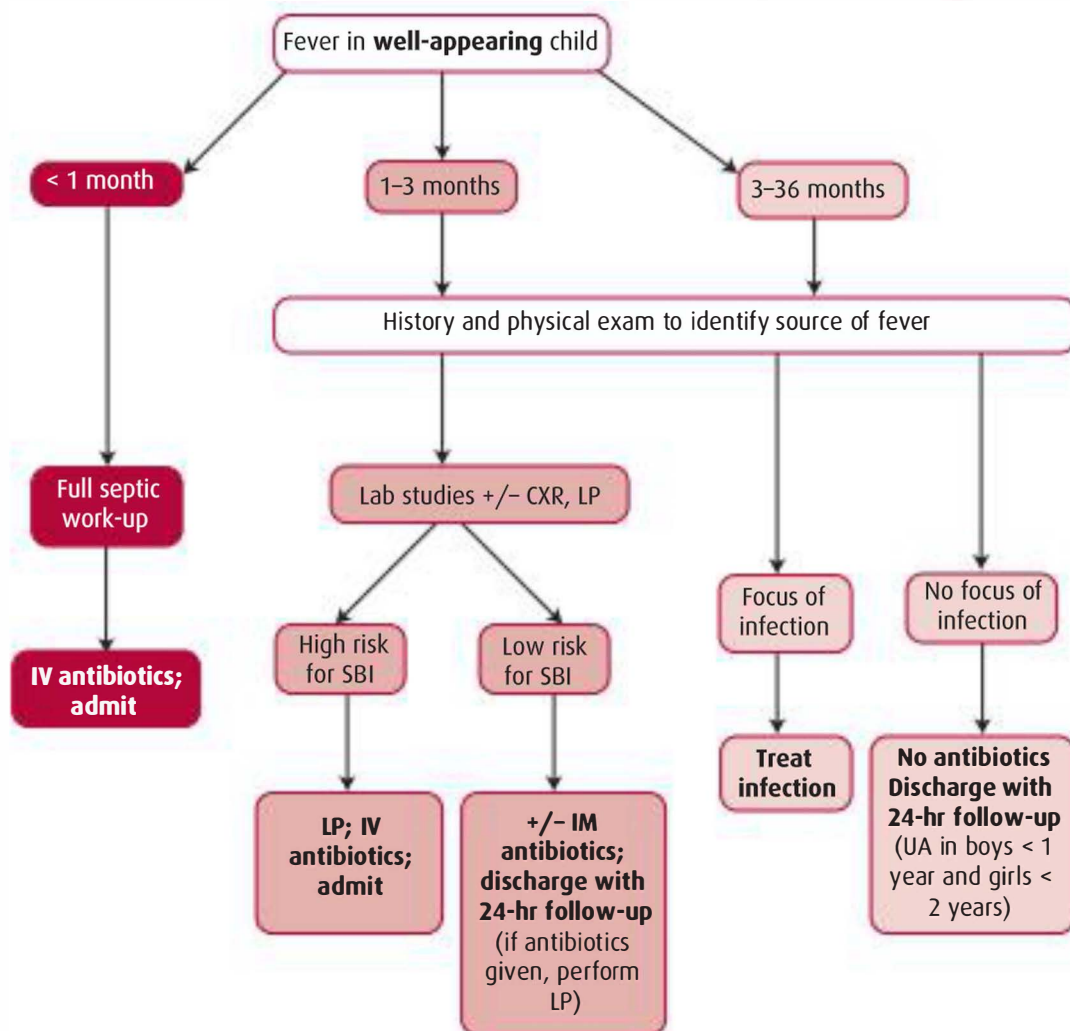 Fever in well-appearing child
< 1 month
1–3 months
3–36 months
History and physical exam to identify source of fever
Full septic
work-up
Lab studies +/– CXR, LP
Focus of
infection
No focus of
infection
High risk
for SBI
Low risk
for SBI
IV antibiotics;
admit
Treat
infection
No antibiotics
Discharge with
24-hr follow-up
(UA in boys < 1
year and girls <
2 years)
LP; IV
antibiotics;
admit
+/– IM
antibiotics;
discharge with
24-hr follow-up
(if antibiotics
given, perform
LP)